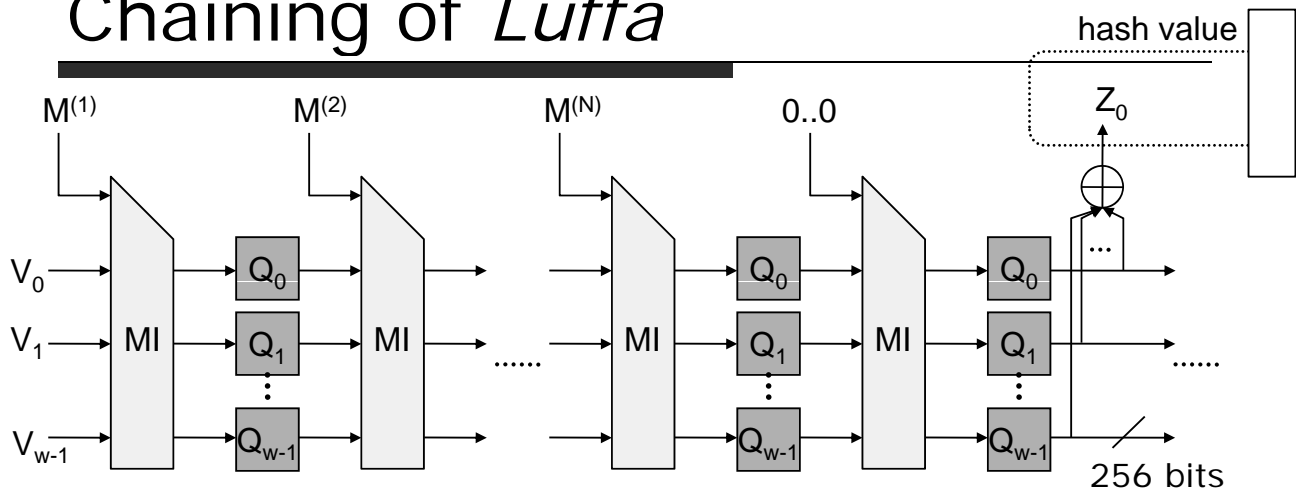 Chaining of Luffa
hash value
M(1) M(2) M(N) 0..0 Z0
...
V0 Q0 Q0 Q0
V1 MI Q1 MI ...... MI Q1 MI Q1 ......
Vw-1 Qw-1 Qw-1 Qw-1
256 bits